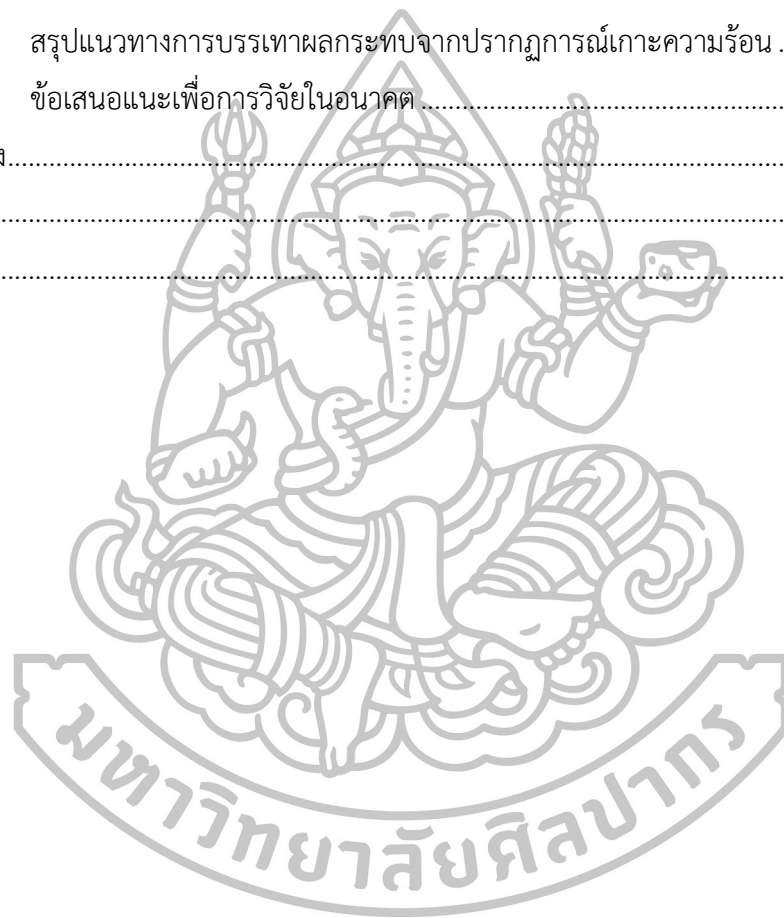 สรุปแนวทางการบรรเทาผลกระทบจากปรากฏการณ์เกาะความร้อน .
ข้อเสนอแนะเพื่อการวิจัยในอนาคต ........................................................
ง................................................................................................................
................................................................................................................
................................................................................................................
มหาวิทยาลัยศิลปากร